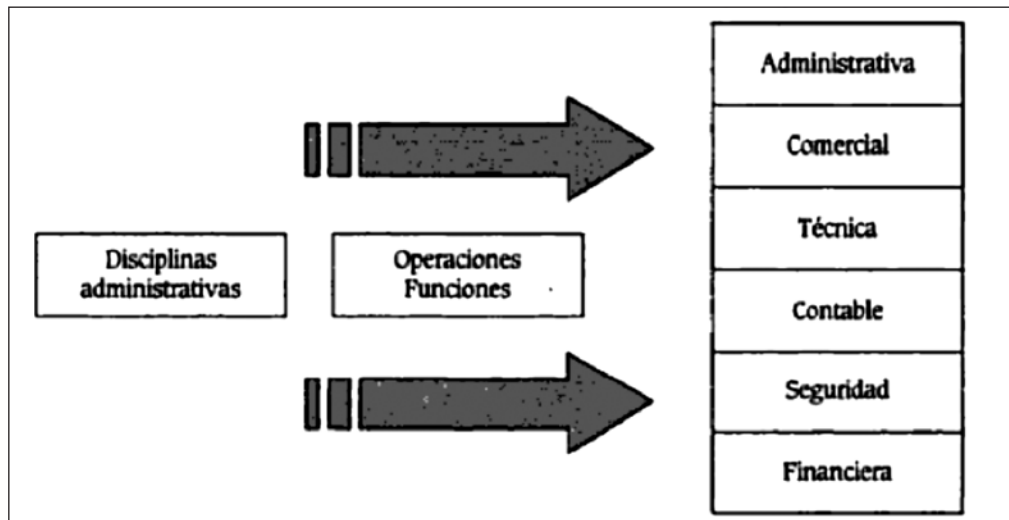 Disciplinas
administrativas
Operaciones
Funciones
Administrativa
Comercial
Técnica
Contable
Seguridad
Financiera